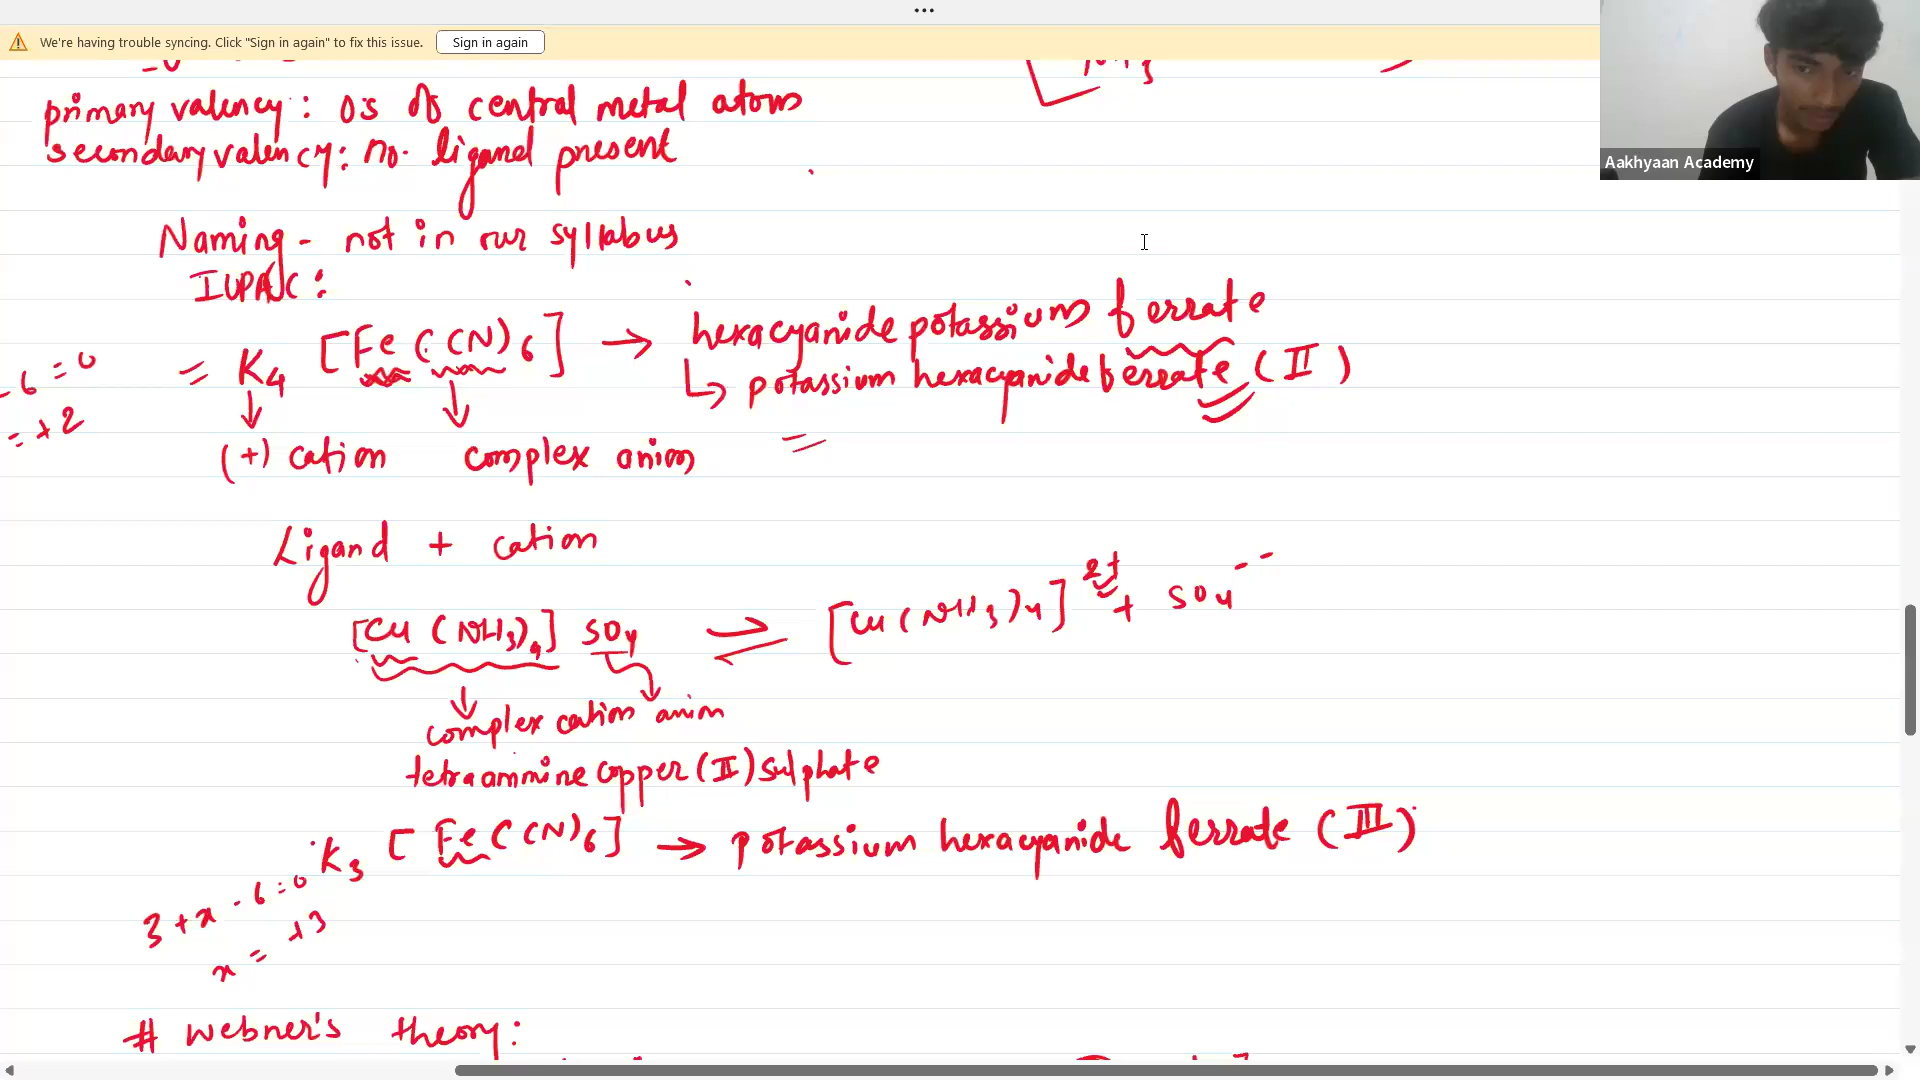 ...
We're having trouble syncing. Click "Sign in again" to fix this issue. Sign in again
Aakhyaan Academy
primary valency : OS of central metal atom
secondary valency : no. ligand present
Naming - not in our syllabus
IUPAC :
= K4 [Fe(CN)6] → hexacyanide potassium ferrate
↳ potassium hexacyanideferrate (II)
- 6 = 0
= +2
(+) cation complex anion =
Ligand + cation
[Cu(NH3)4] SO4 ⇌ [Cu(NH3)4]2+ + SO4--
complex cation anion
tetraammine copper (II) sulphate
K3 [Fe(CN)6] → potassium hexacyanide ferrate (III)
3 + x - 6 = 0
x = +3
# Webner's theory :